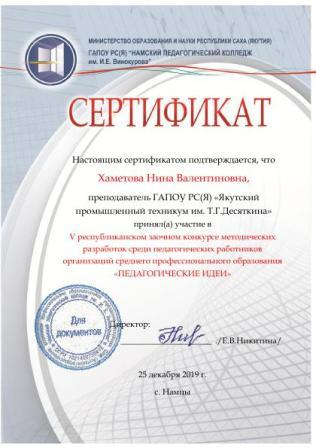 МИНИСТЕРСТВО ОБРАЗОВАНИЯ И НАУКИ РЕСПУБЛИКИ САХА (ЯКУТИЯ)
ГАПОУ РС(Я) "НАМСКИЙ ПЕДАГОГИЧЕСКИЙ КОЛЛЕДЖ
им. И.Е. Винокурова"
СЕРТИФИКАТ
Настоящим сертификатом подтверждается, что
Хаметова Нина Валентиновна,
преподаватель ГАПОУ РС(Я) «Якутский
промышленный техникум им. Т.Г.Десяткина»
принял(а) участие в
V республиканском заочном конкурсе методических
разработок среди педагогических работников
организаций среднего профессионального образования
«ПЕДАГОГИЧЕСКИЕ ИДЕИ»
Для
документов
Директор:
/Е.В.Никитина/
25 декабря 2019 г.
с. Намцы